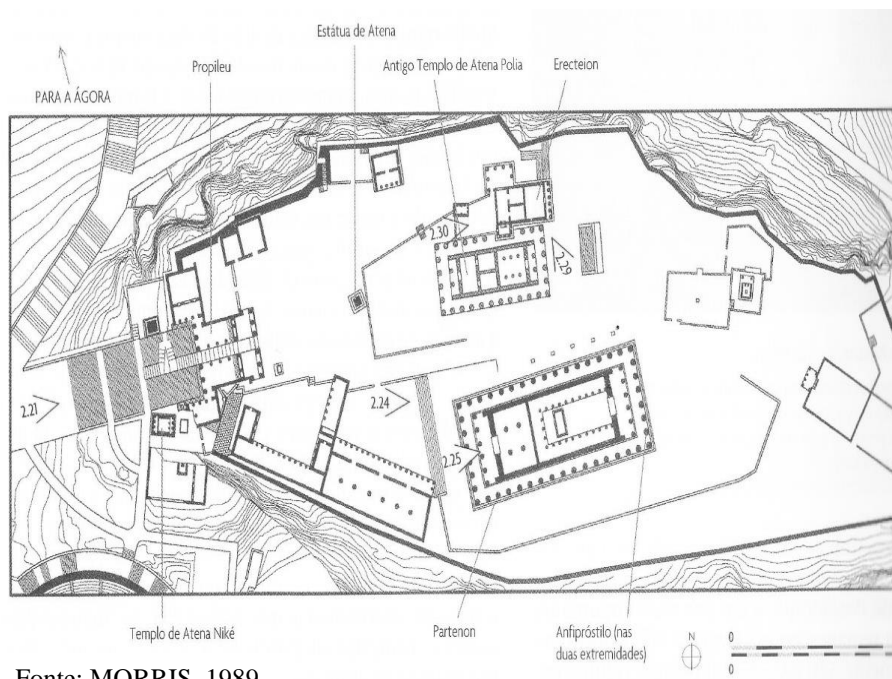 Estátua de Atena
Propileu
Antigo Templo de Atena Polia
Erecteion
PARA A ÁGORA
2.30
2.29
2.21
2.24
2.25
Templo de Atena Niké
Partenon
Anfipróstilo (nas
duas extremidades)
N
0
0
Fonte: MORRIS, 1989